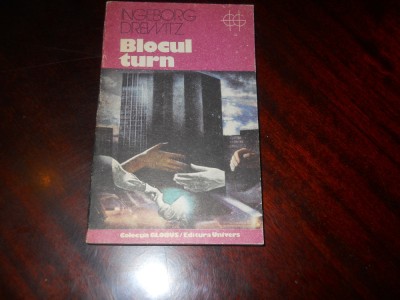 INGEBORG
DREWITZ
Blocul
turn
Colecția GLOBUS / Editura Univers